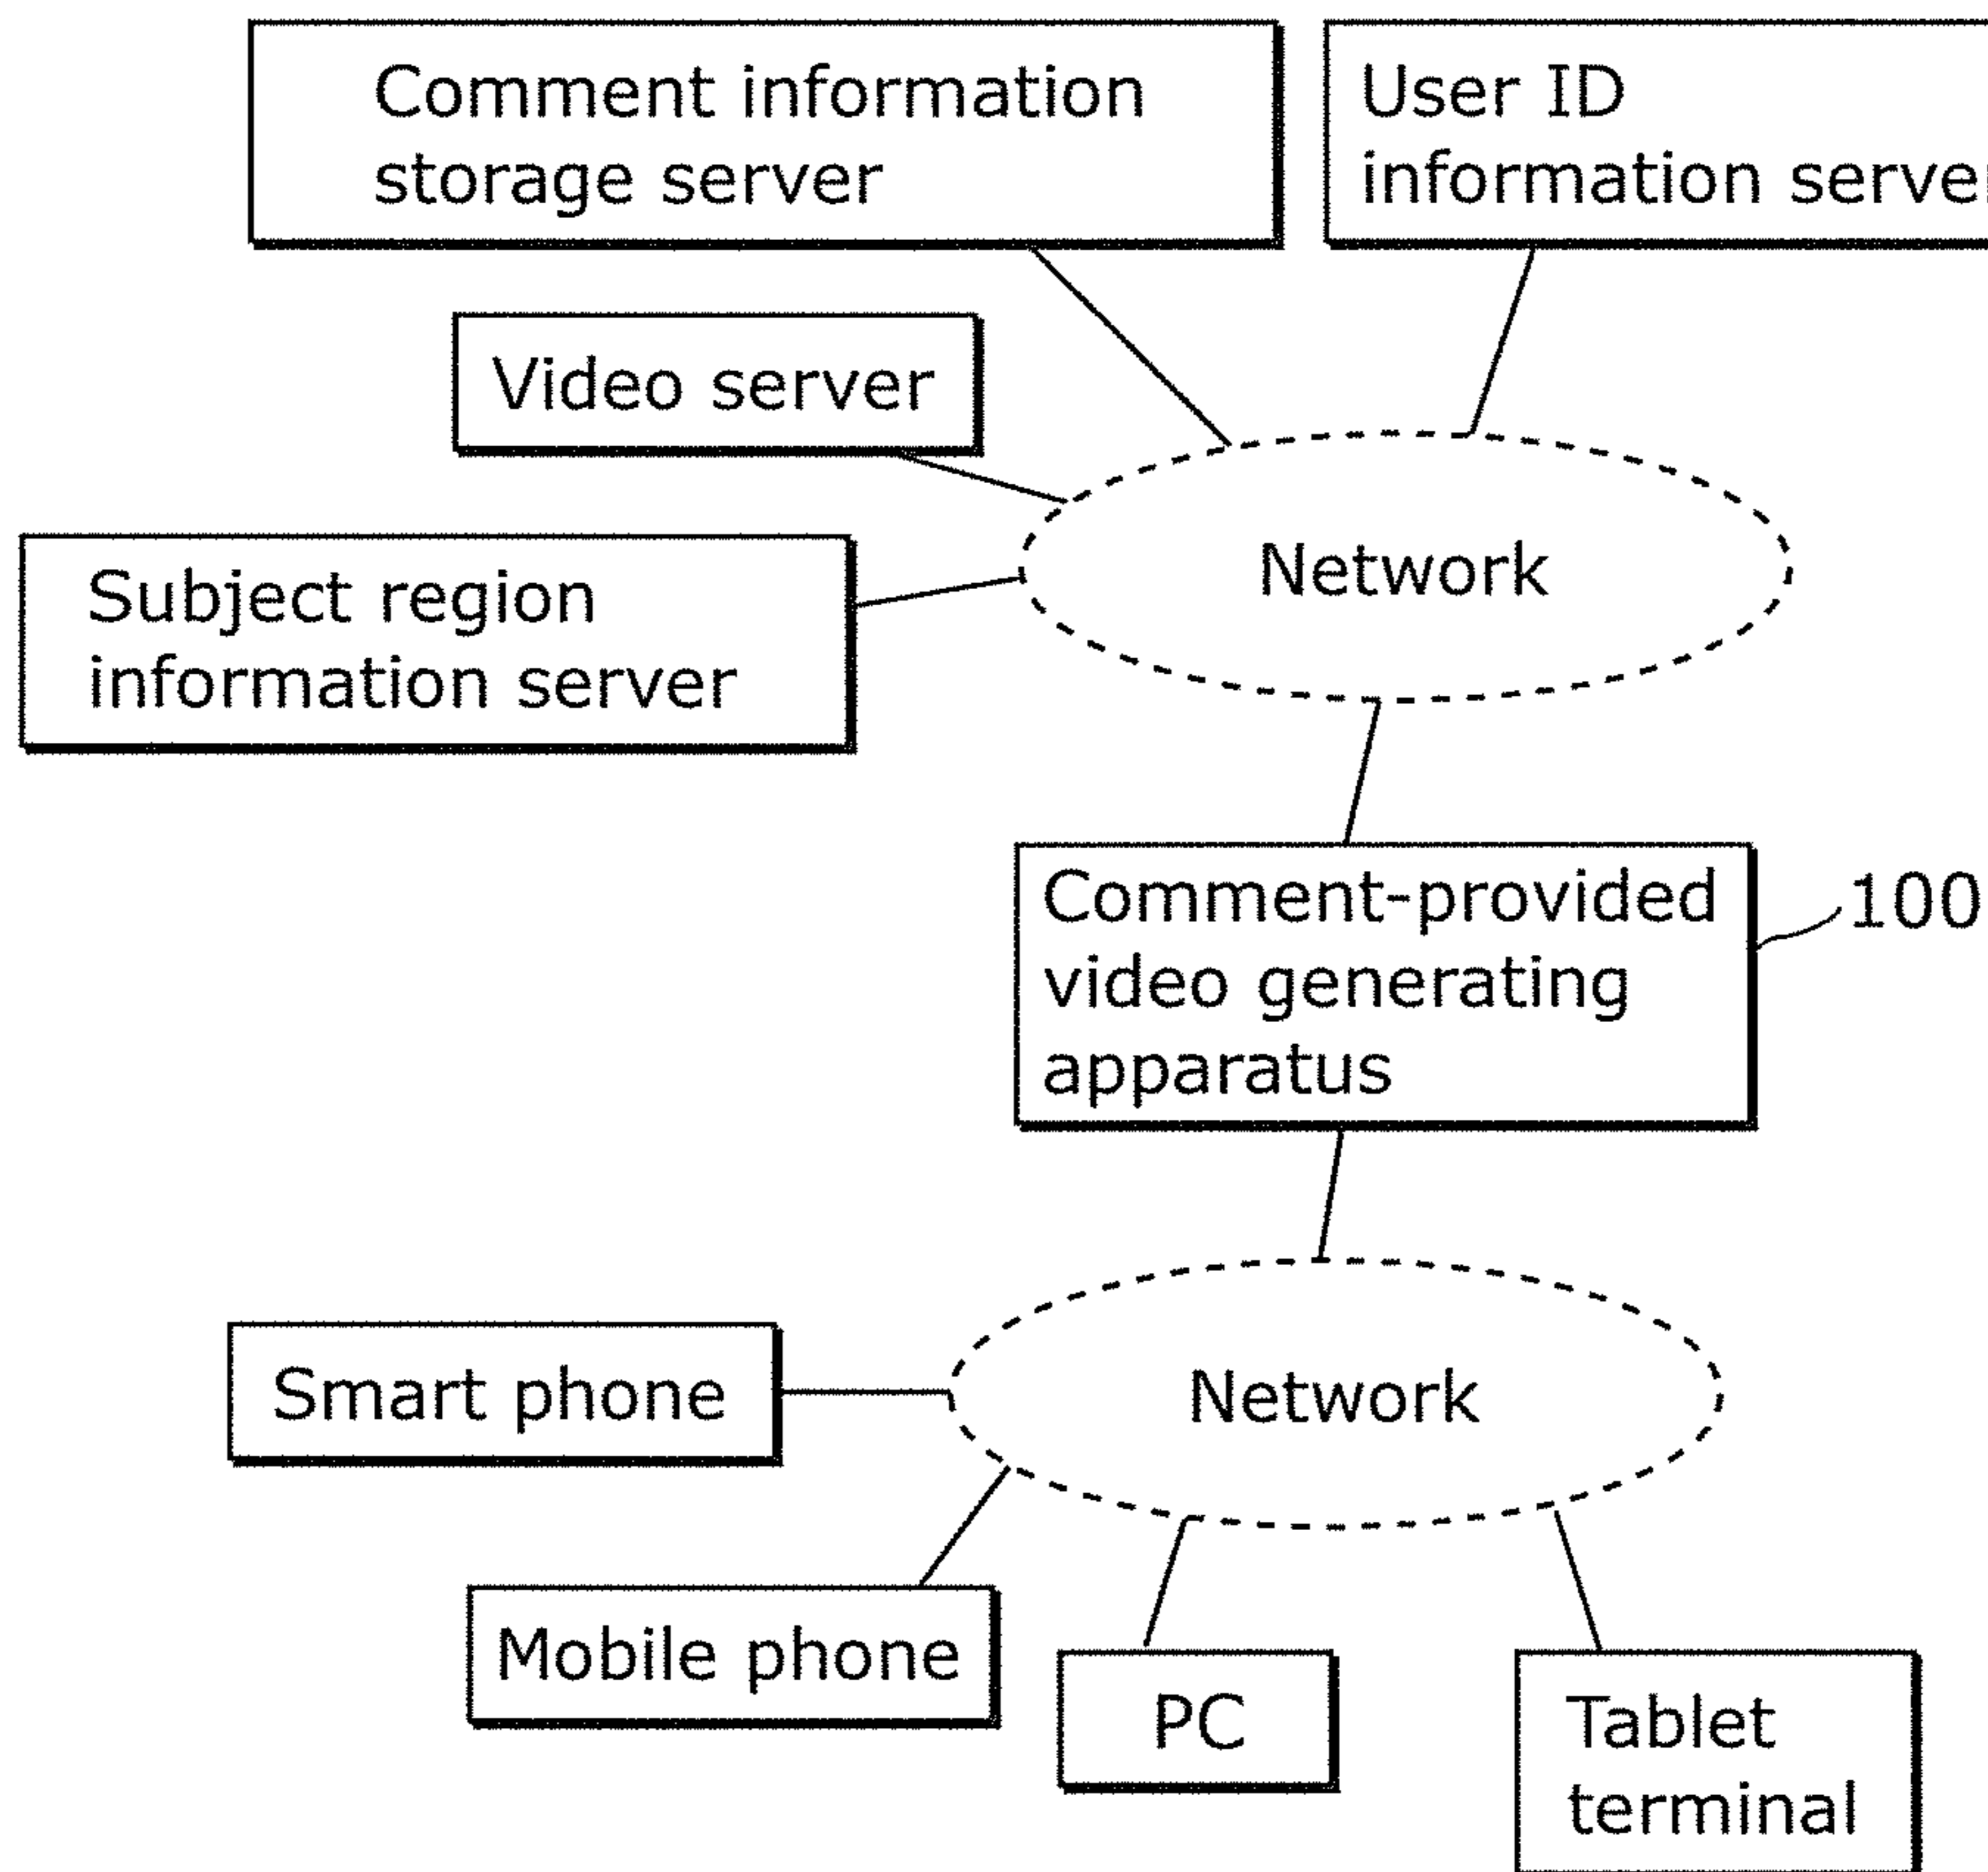 Comment information
storage server
User ID
information server
Video server
Network
Subject region
information server
Comment-provided
video generating
apparatus
100
Smart phone
Network
Mobile phone
PC
Tablet
terminal